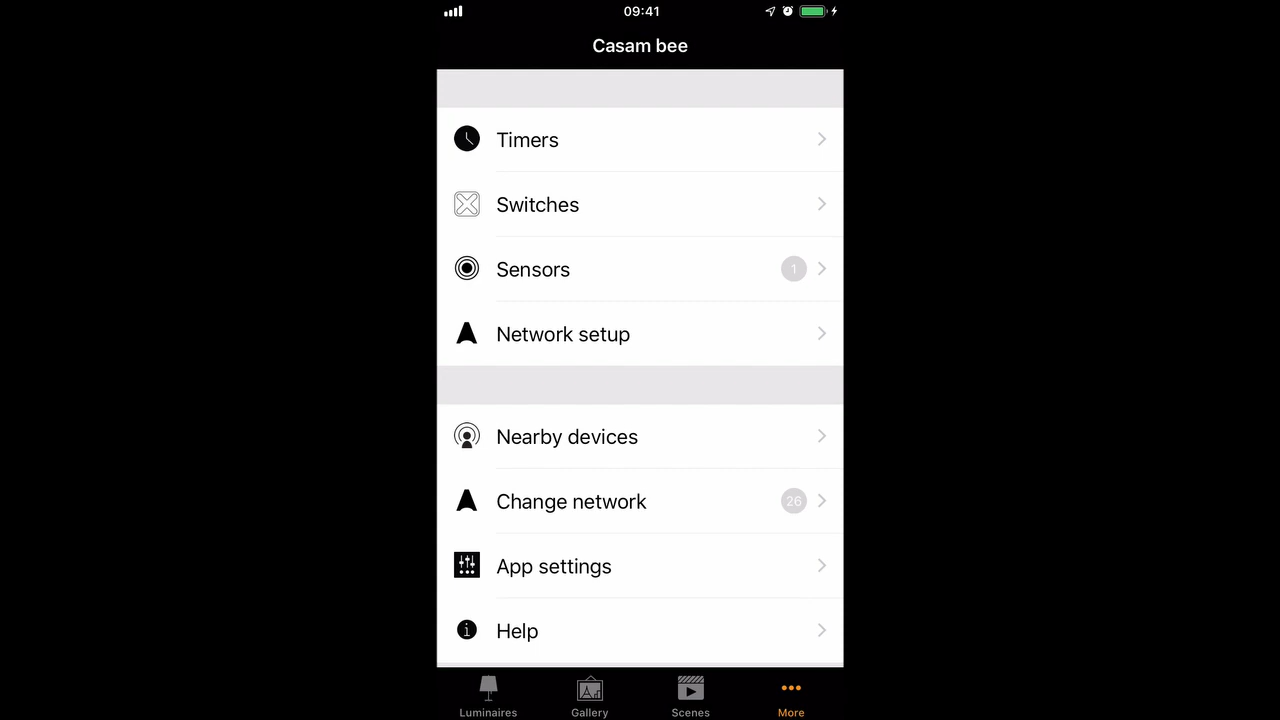 09:41
Casam bee
Timers
Switches
Sensors 1
Network setup
Nearby devices
Change network 26
App settings
Help
Luminaires Gallery Scenes More